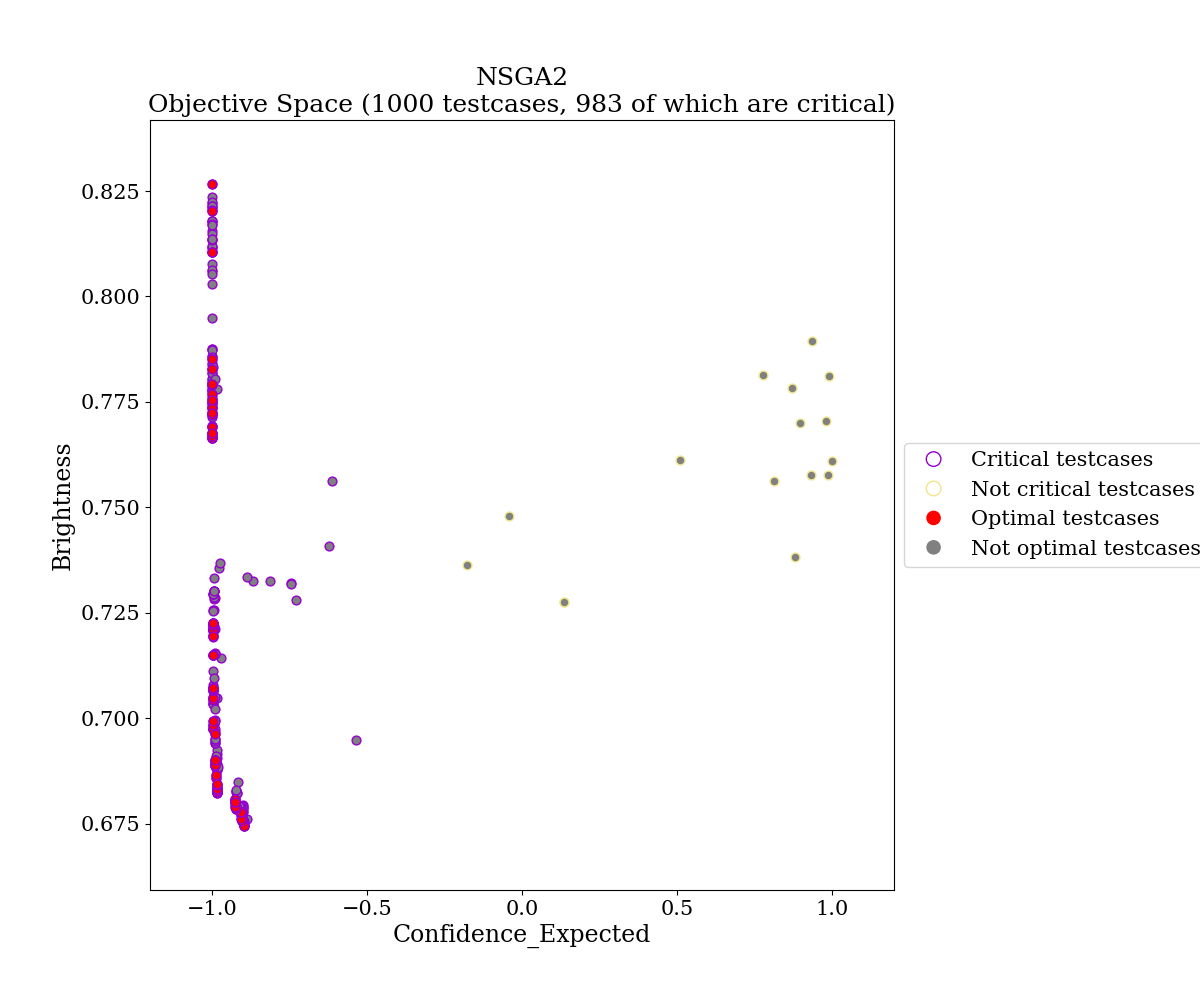 NSGA2
Objective Space (1000 testcases, 983 of which are critical)
0.825
0.800
0.775
0.750
0.725
0.700
0.675
Brightness
−1.0
−0.5
0.0
0.5
1.0
Confidence_Expected
Critical testcases
Not critical testcases
Optimal testcases
Not optimal testcases